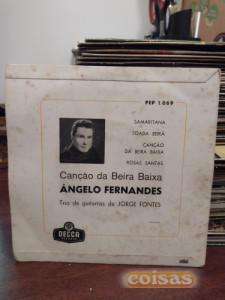 PEP 1069
SAMARITANA
TOADA BEIRÃ
CANÇÃO
DA BEIRA BAIXA
ROSAS SANTAS
Canção da Beira Baixa
ÂNGELO FERNANDES
Trio de guitarras de JORGE FONTES
DECCA
coisas